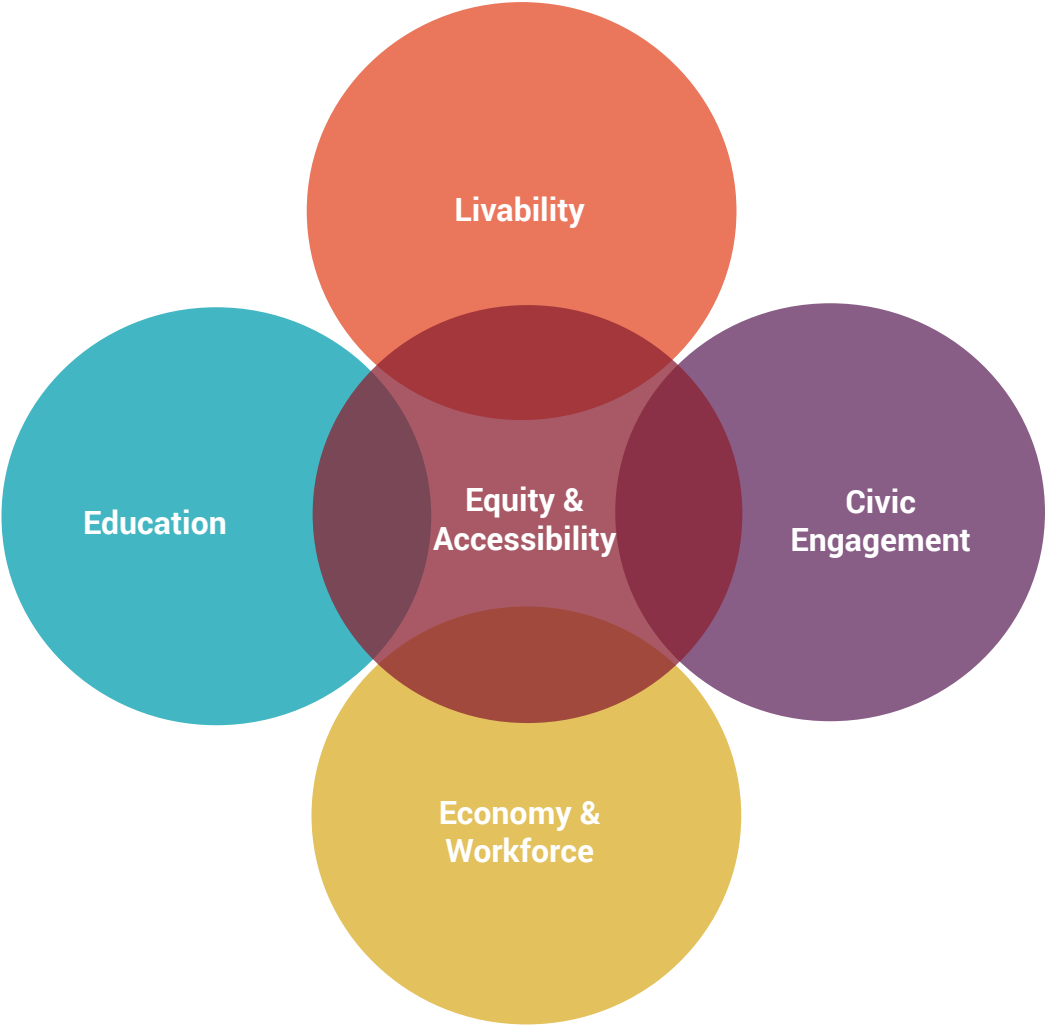 Livability
Education
Equity &
Accessibility
Civic
Engagement
Economy &
Workforce